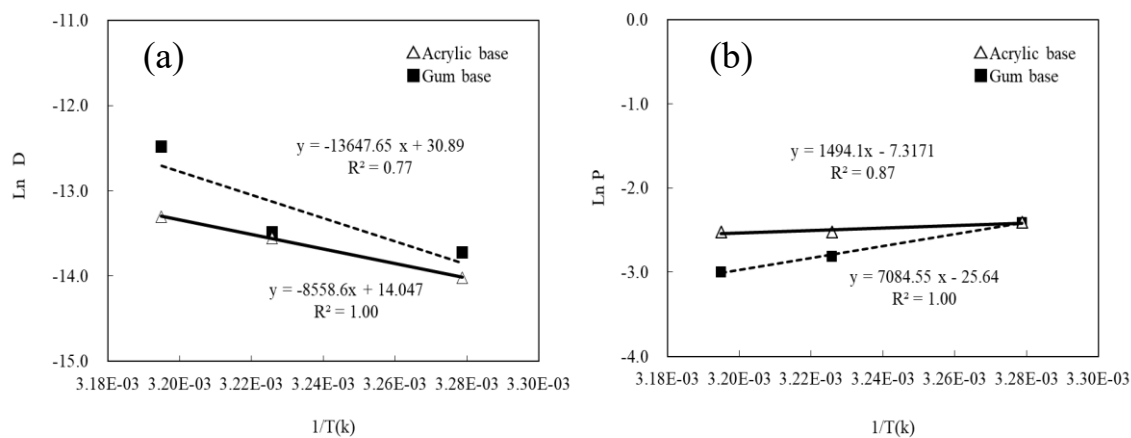 (a)
Acrylic base
Gum base
-11.0
-12.0
-13.0
-14.0
-15.0
Ln D
y = -13647.65 x + 30.89
R² = 0.77
y = -8558.6x + 14.047
R² = 1.00
3.18E-03 3.20E-03 3.22E-03 3.24E-03 3.26E-03 3.28E-03 3.30E-03
1/T(k)
(b)
Acrylic base
Gum base
0.0
-1.0
-2.0
-3.0
-4.0
Ln P
y = 1494.1x - 7.3171
R² = 0.87
y = 7084.55 x - 25.64
R² = 1.00
3.18E-03 3.20E-03 3.22E-03 3.24E-03 3.26E-03 3.28E-03 3.30E-03
1/T(k)